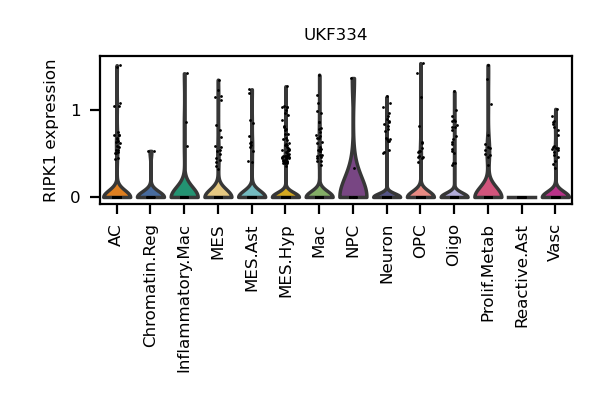 UKF334
RIPK1 expression
1
0
AC
Chromatin.Reg
Inflammatory.Mac
MES
MES.Ast
MES.Hyp
Mac
NPC
Neuron
OPC
Oligo
Prolif.Metab
Reactive.Ast
Vasc